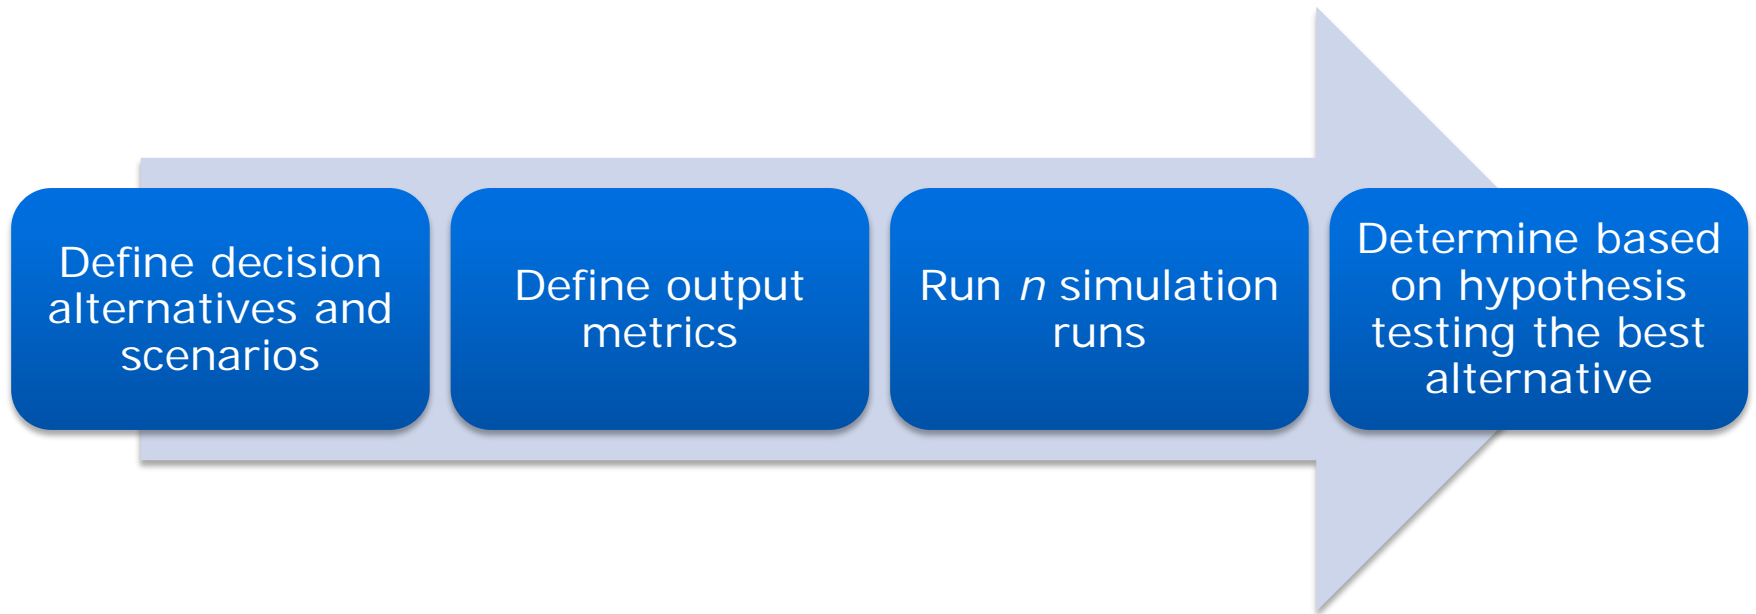 Define decision
alternatives and
scenarios
Define output
metrics
Run n simulation
runs
Determine based
on hypothesis
testing the best
alternative